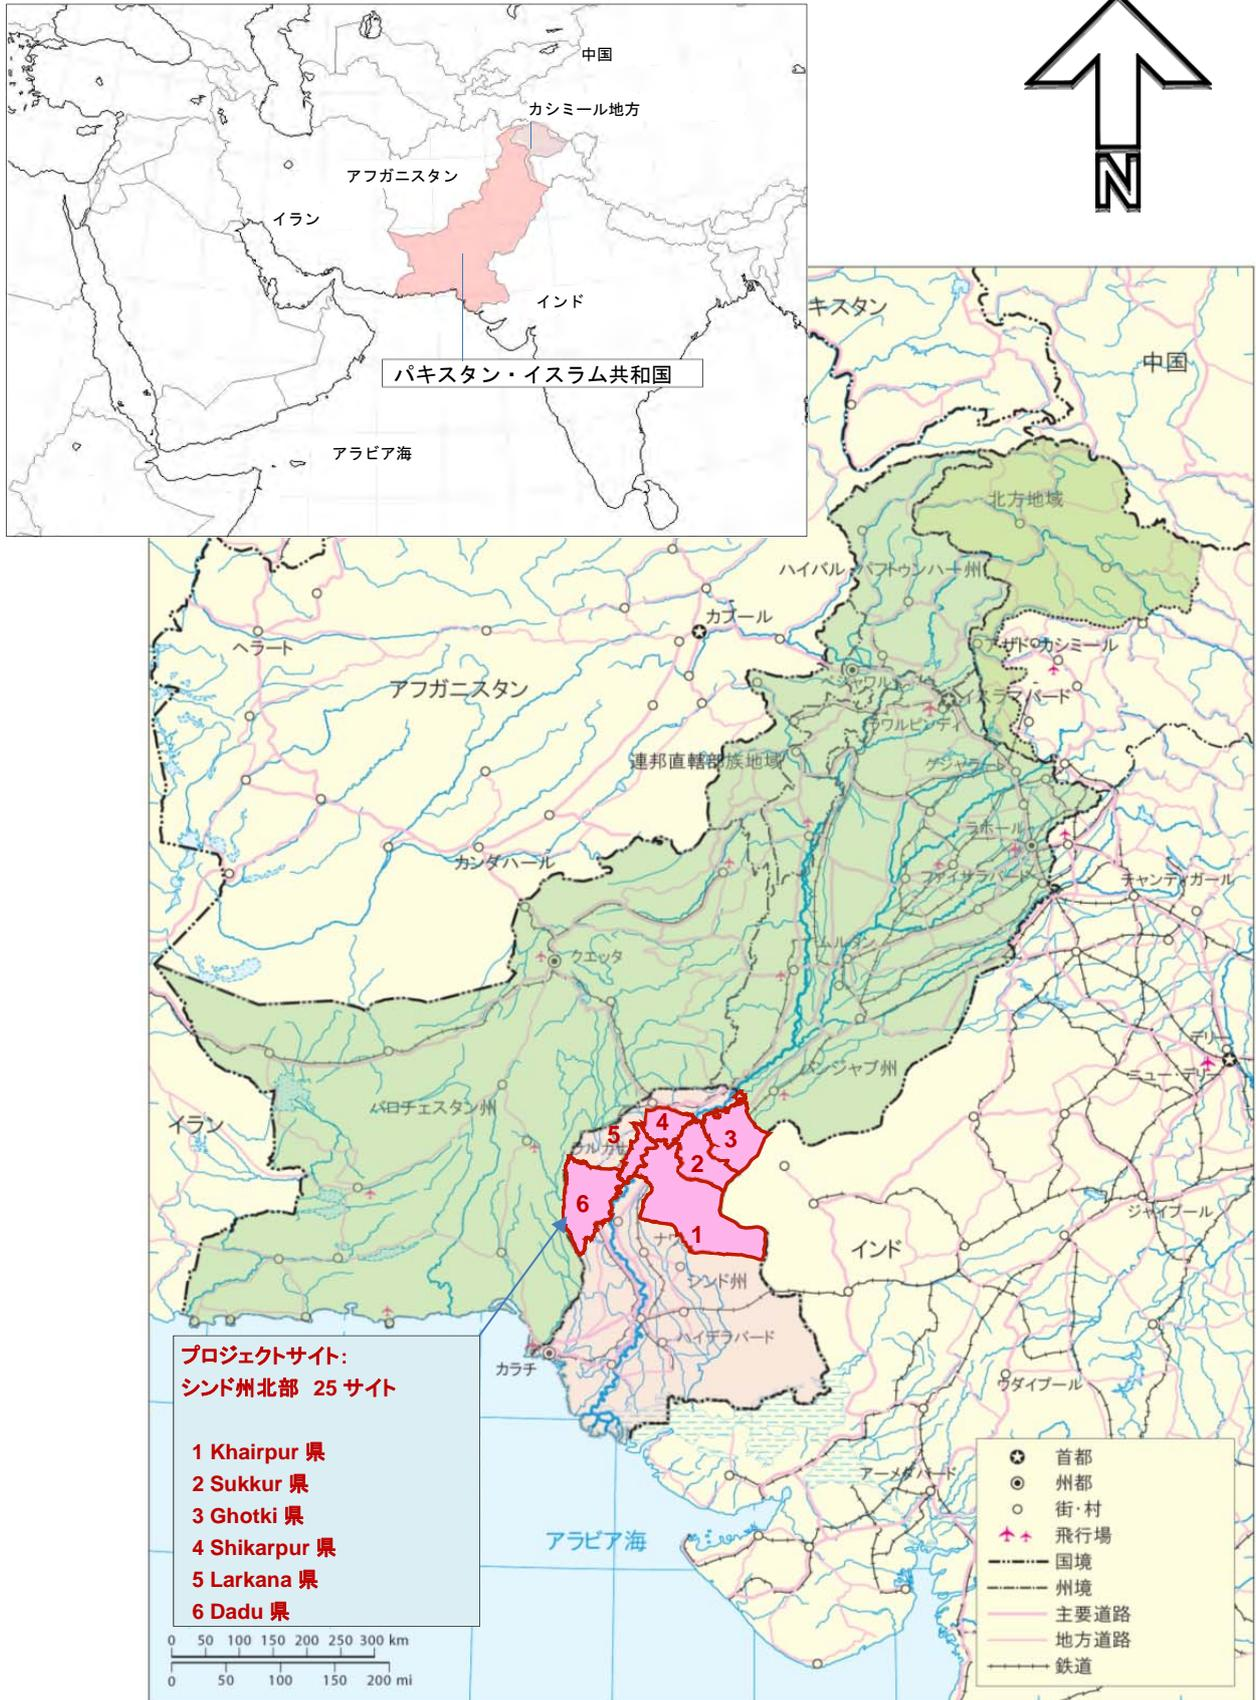 中国
カシミール地方
アフガニスタン
イラン
インド
パキスタン・イスラム共和国
アラビア海
N
キスタン
中国
北方地域
ハイバル・パフトゥンハー州
カブール
ヘラート
アザド・カシミール
アフガニスタン
ペシャワル
イスラマバード
ラワルピンディ
連邦直轄部族地域
グジャラート
ラホール
カンダハール
ファイサラバード
チャンディガール
ムルタン
クエッタ
デリー
ニュー・デリー
パンジャブ州
バロチェスタン州
イラン
4
3
5
2
6
1
ジャイプール
インド
シンド州
ハイデラバード
カラチ
ウダイプール
アーメダバード
アラビア海
プロジェクトサイト:
シンド州北部 25 サイト
1 Khairpur 県
2 Sukkur 県
3 Ghotki 県
4 Shikarpur 県
5 Larkana 県
6 Dadu 県
0 50 100 150 200 250 300 km
0 50 100 150 200 mi
首都
州都
街・村
飛行場
国境
州境
主要道路
地方道路
鉄道